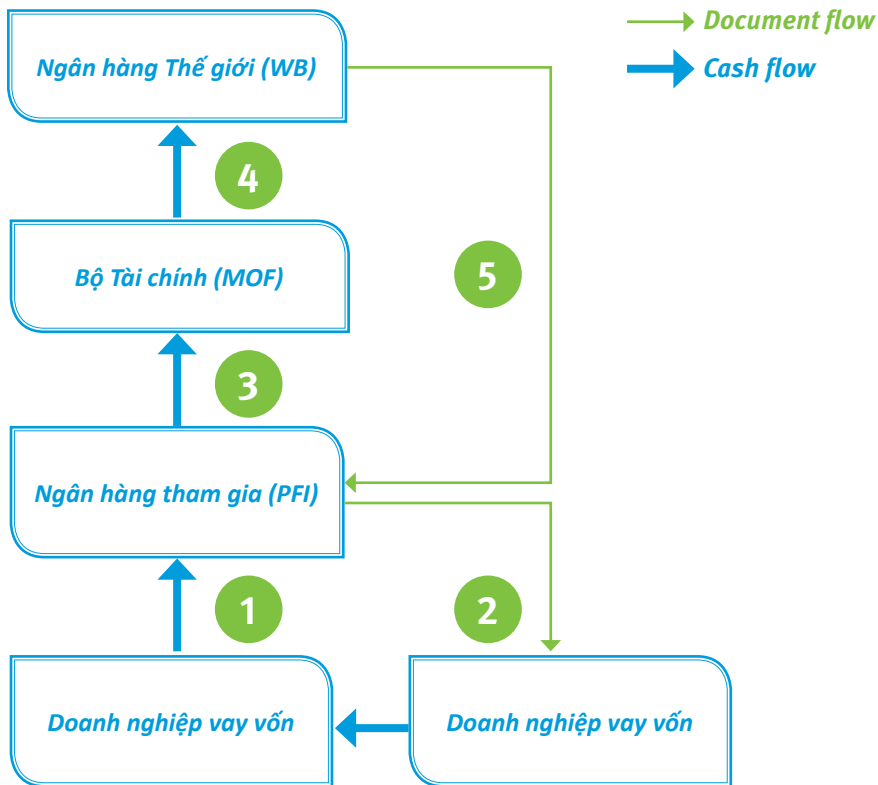 Document flow
Cash flow
Ngân hàng Thế giới (WB)
4
Bộ Tài chính (MOF)
5
3
Ngân hàng tham gia (PFI)
1
2
Doanh nghiệp vay vốn
Doanh nghiệp vay vốn